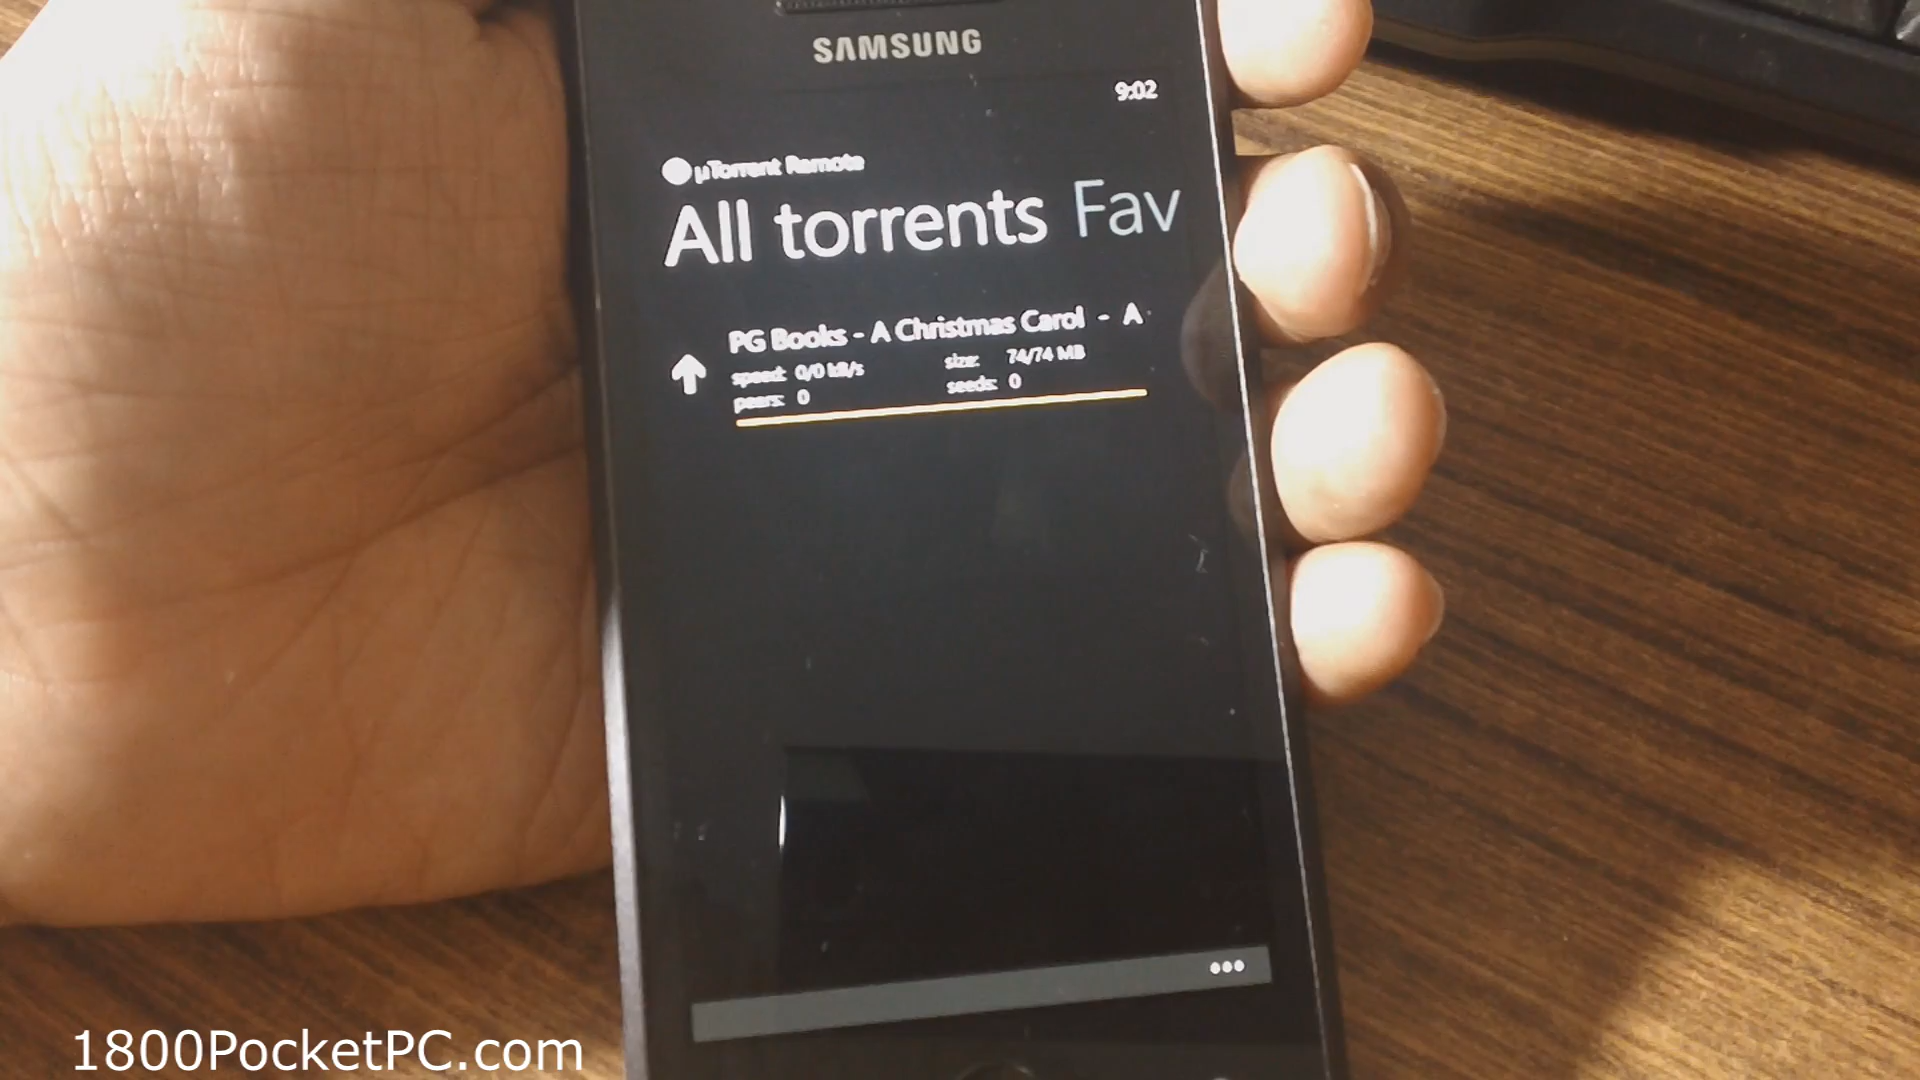 SAMSUNG
9:02
µTorrent Remote
All torrents Fav
PG Books - A Christmas Carol - A
speed: 0/0 kB/s size: 74/74 MB
peers: 0 seeds: 0
1800PocketPC.com